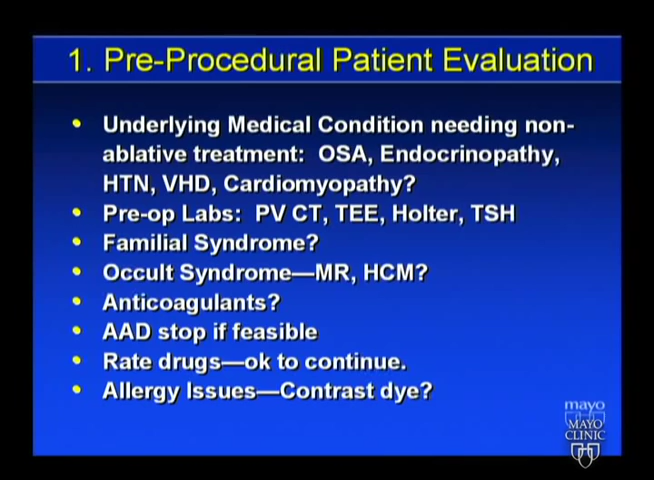 1. Pre-Procedural Patient Evaluation
• Underlying Medical Condition needing non-
ablative treatment: OSA, Endocrinopathy,
HTN, VHD, Cardiomyopathy?
• Pre-op Labs: PV CT, TEE, Holter, TSH
• Familial Syndrome?
• Occult Syndrome—MR, HCM?
• Anticoagulants?
• AAD stop if feasible
• Rate drugs—ok to continue.
• Allergy Issues—Contrast dye?
mayo
MAYO
CLINIC